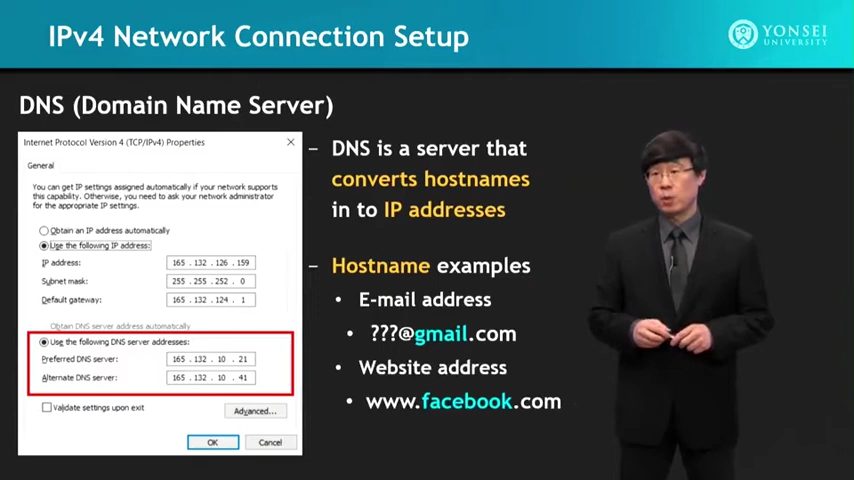 IPv4 Network Connection Setup
YONSEI
UNIVERSITY
DNS (Domain Name Server)
Internet Protocol Version 4 (TCP/IPv4) Properties
General
You can get IP settings assigned automatically if your network supports
this capability. Otherwise, you need to ask your network administrator
for the appropriate IP settings.
Obtain an IP address automatically
Use the following IP address:
IP address: 165 . 132 . 126 . 159
Subnet mask: 255 . 255 . 252 . 0
Default gateway: 165 . 132 . 124 . 1
Obtain DNS server address automatically
Use the following DNS server addresses:
Preferred DNS server: 165 . 132 . 10 . 21
Alternate DNS server: 165 . 132 . 10 . 41
Validate settings upon exit
Advanced...
OK Cancel
– DNS is a server that
converts hostnames
in to IP addresses
– Hostname examples
• E-mail address
• ???@gmail.com
• Website address
• www.facebook.com